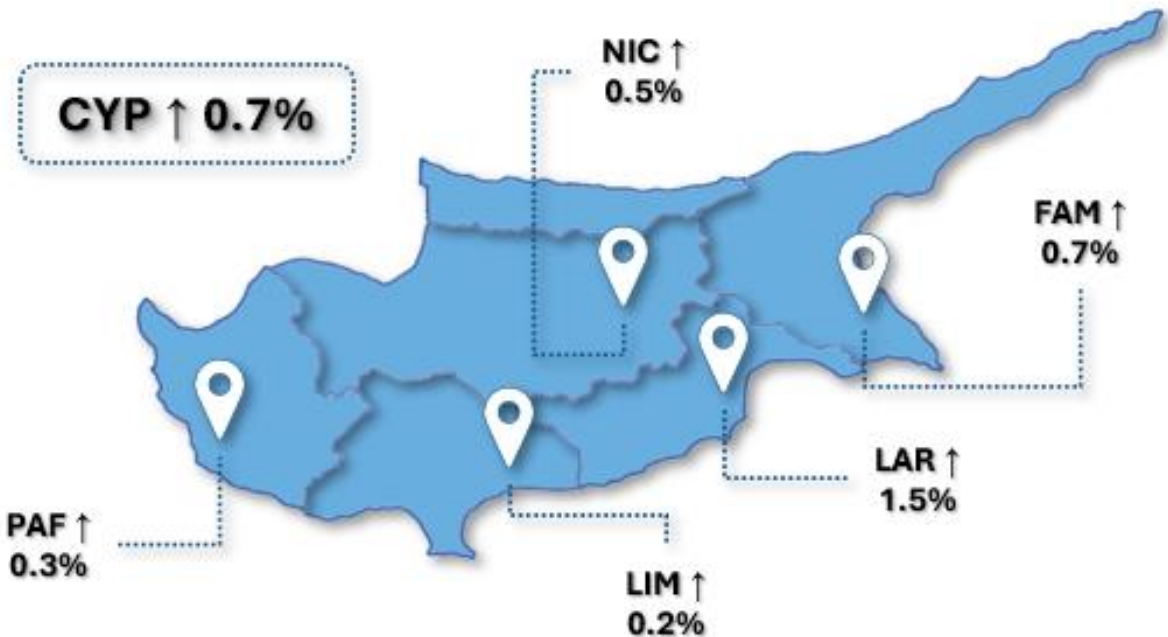 NIC ↑
0.5%
CYP ↑ 0.7%
FAM ↑
0.7%
LAR ↑
1.5%
PAF ↑
0.3%
LIM ↑
0.2%